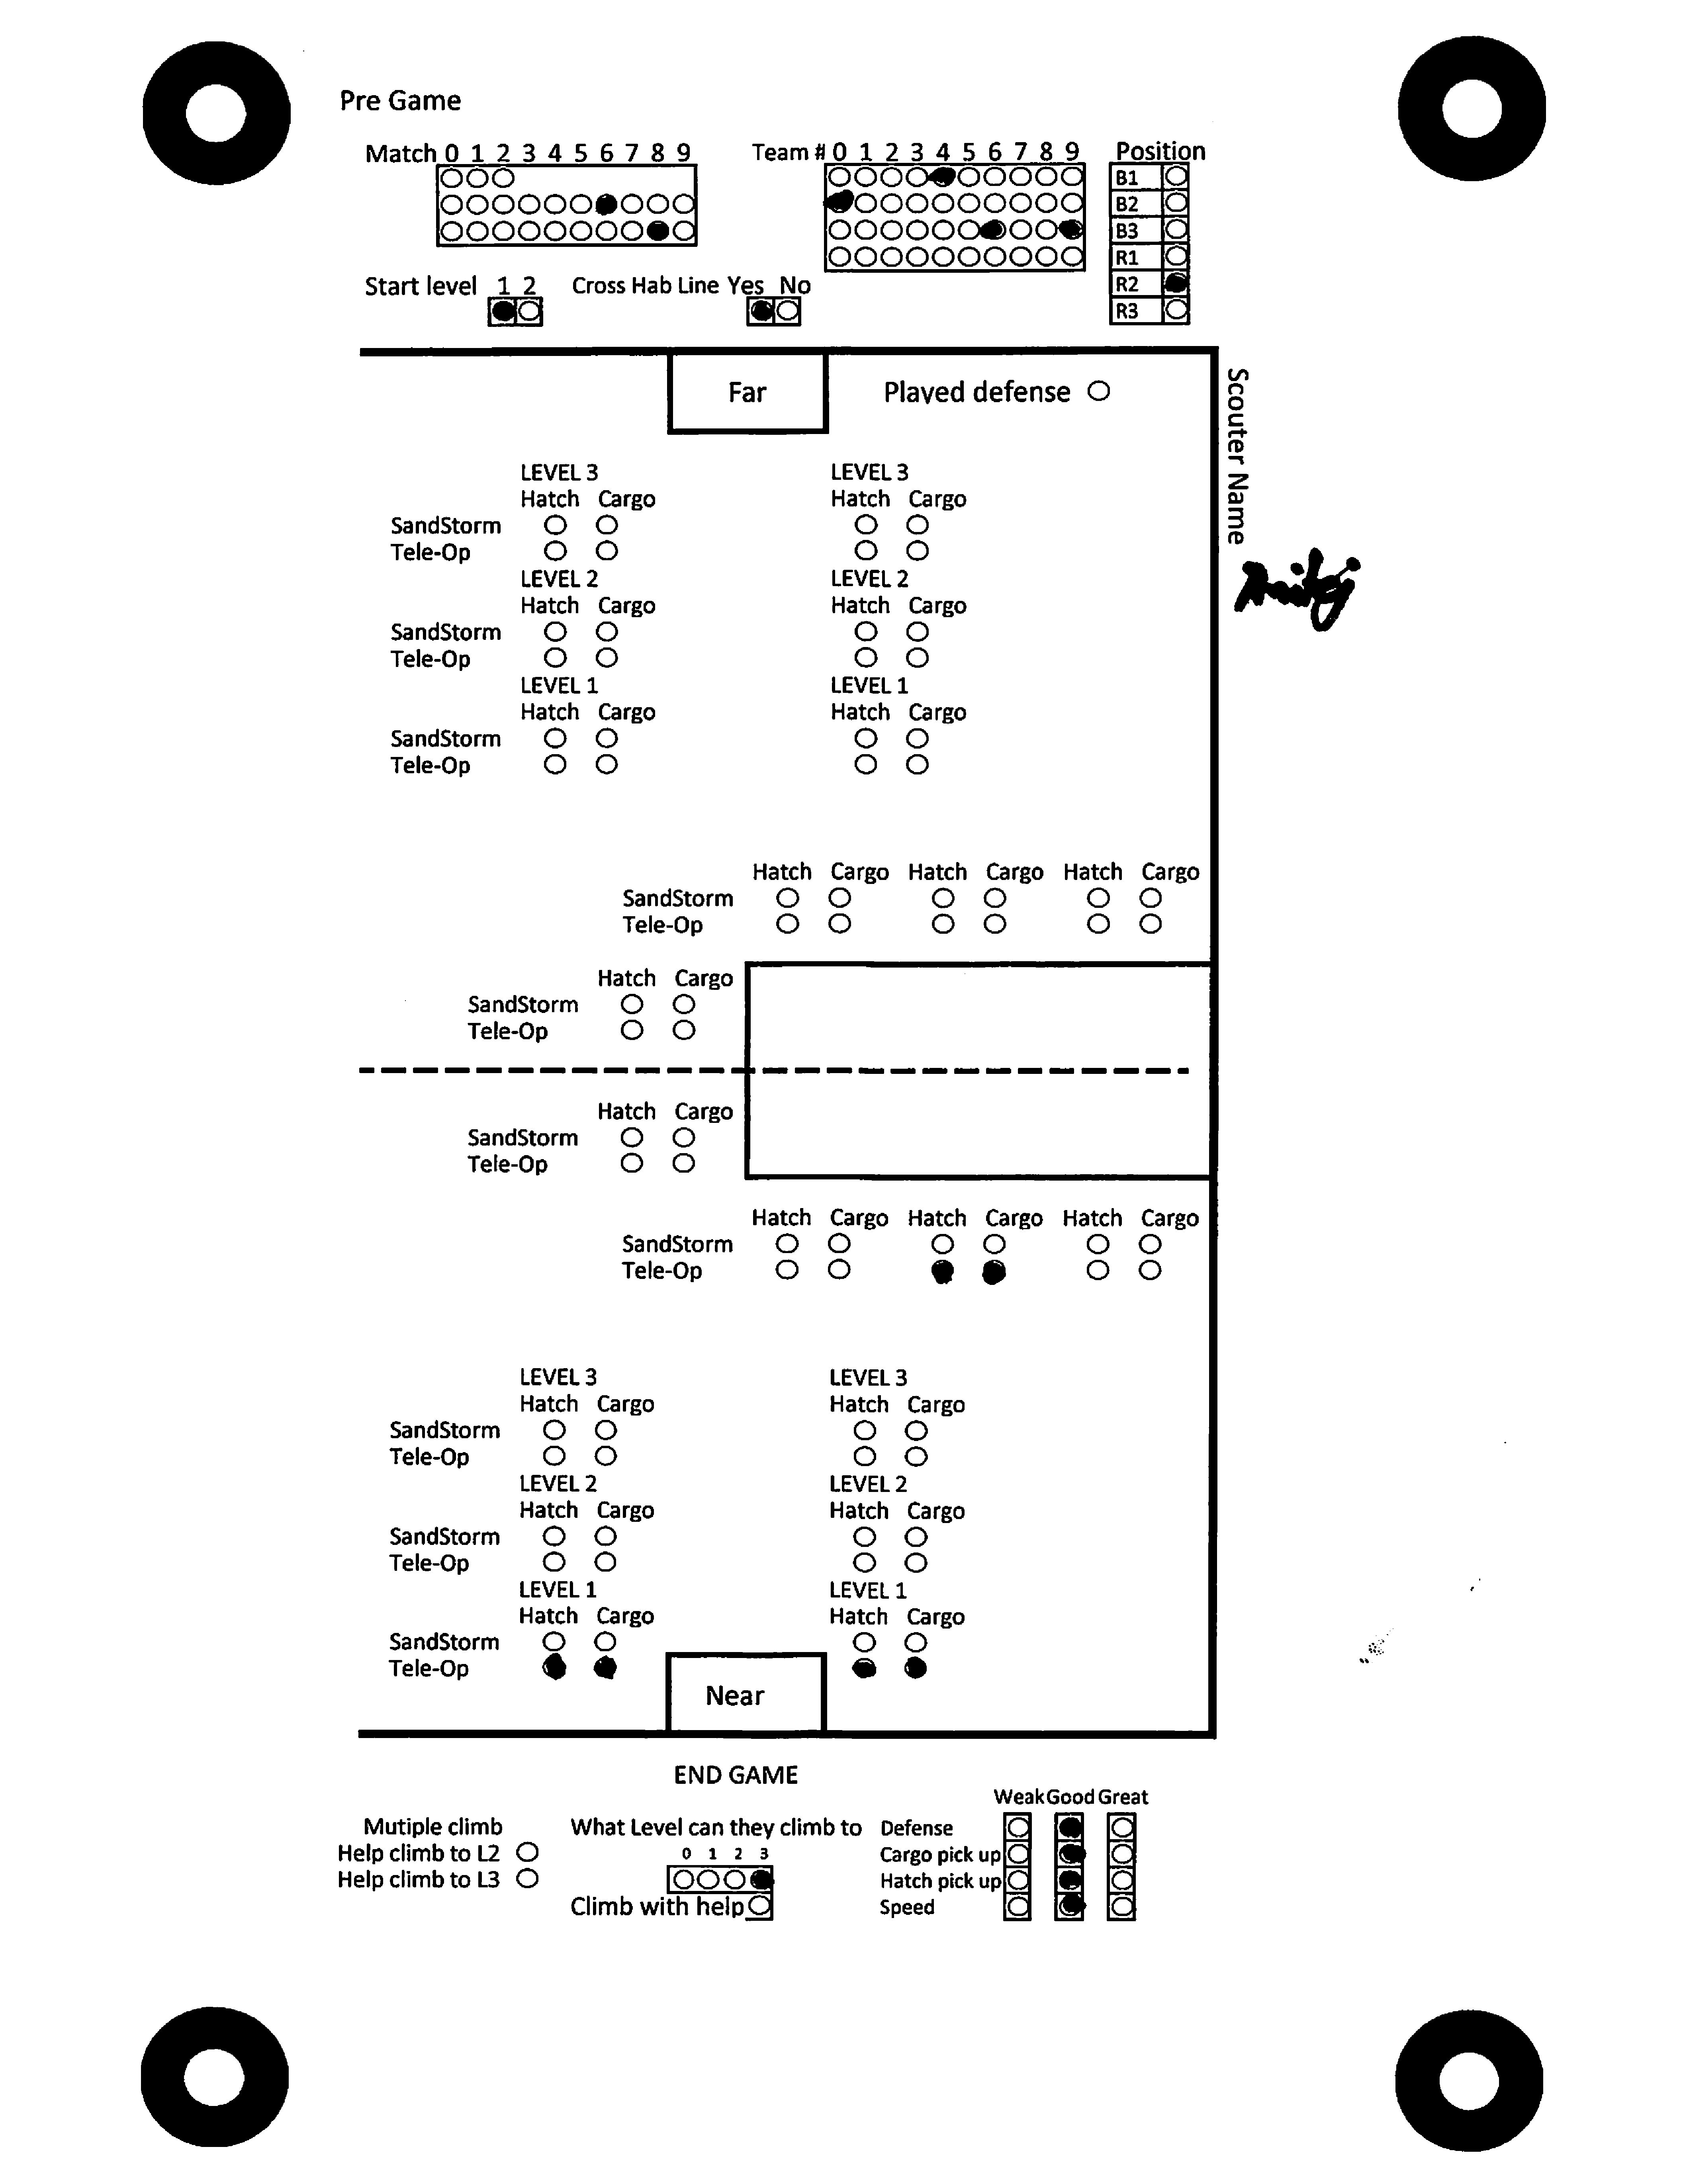 Pre Game
Match 0 1 2 3 4 5 6 7 8 9
Team # 0 1 2 3 4 5 6 7 8 9
Position
B1
B2
B3
R1
R2
R3
Start level 1 2
Cross Hab Line Yes No
Far
Played defense
Scouter Name
LEVEL 3 LEVEL 3
Hatch Cargo Hatch Cargo
SandStorm
Tele-Op
LEVEL 2 LEVEL 2
Hatch Cargo Hatch Cargo
SandStorm
Tele-Op
LEVEL 1 LEVEL 1
Hatch Cargo Hatch Cargo
SandStorm
Tele-Op
Hatch Cargo Hatch Cargo Hatch Cargo
SandStorm
Tele-Op
Hatch Cargo
SandStorm
Tele-Op
Hatch Cargo
SandStorm
Tele-Op
Hatch Cargo Hatch Cargo Hatch Cargo
SandStorm
Tele-Op
LEVEL 3 LEVEL 3
Hatch Cargo Hatch Cargo
SandStorm
Tele-Op
LEVEL 2 LEVEL 2
Hatch Cargo Hatch Cargo
SandStorm
Tele-Op
LEVEL 1 LEVEL 1
Hatch Cargo Hatch Cargo
SandStorm
Tele-Op
Near
END GAME
Mutiple climb
Help climb to L2
Help climb to L3
What Level can they climb to
0 1 2 3
Climb with help
Weak Good Great
Defense
Cargo pick up
Hatch pick up
Speed